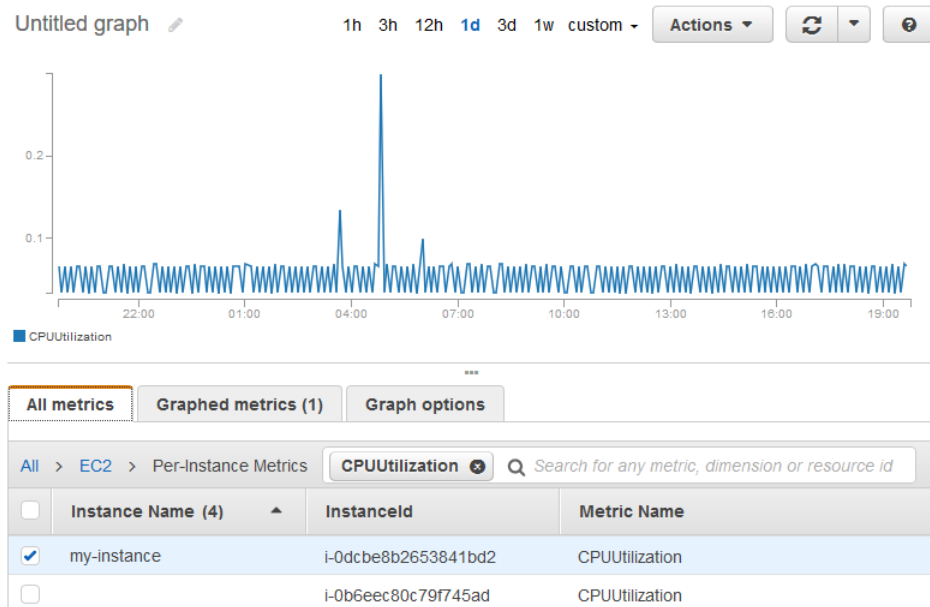 Untitled graph
1h 3h 12h 1d 3d 1w custom Actions
0.2
0.1
22:00 01:00 04:00 07:00 10:00 13:00 16:00 19:00
CPUUtilization
All metrics Graphed metrics (1) Graph options
All > EC2 > Per-Instance Metrics CPUUtilization Search for any metric, dimension or resource id
Instance Name (4) InstanceId Metric Name
my-instance i-0dcbe8b2653841bd2 CPUUtilization
i-0b6eec80c79f745ad CPUUtilization